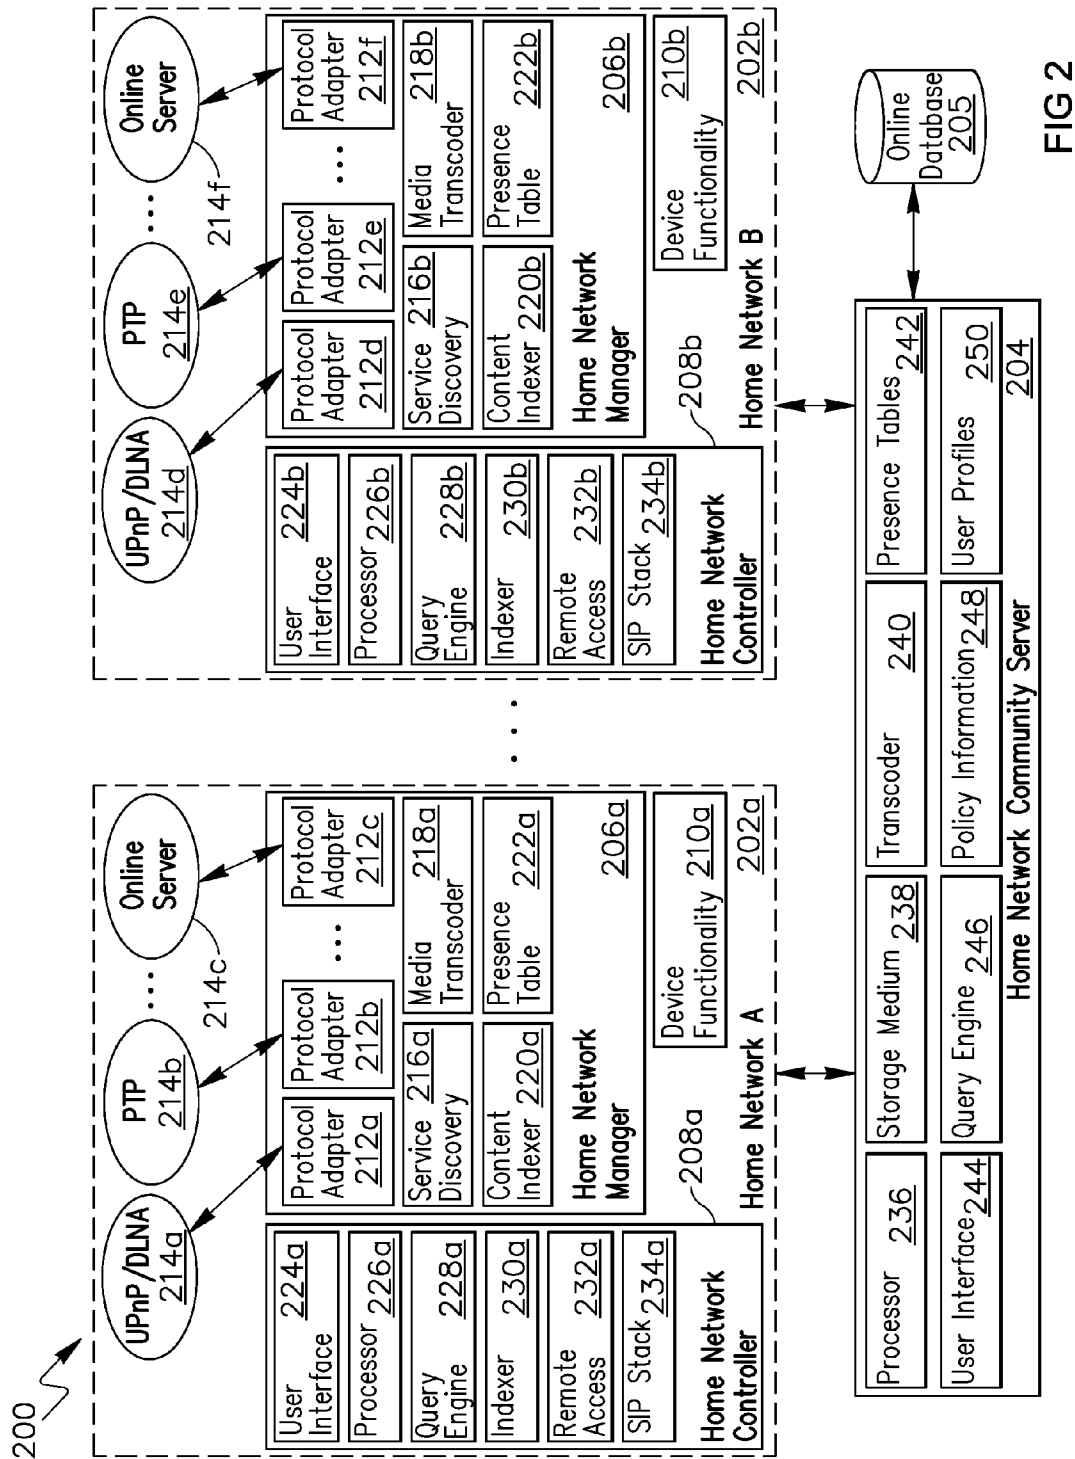 200
UPnP/DLNA
214a
PTP
214b
• • •
Online
Server
214c
User
Interface
224a
Processor
226a
Query
Engine
228a
Indexer
230a
Remote
Access
232a
SIP Stack
234a
Home Network
Controller
208a
Protocol
Adapter
212a
Protocol
Adapter
212b
• • •
Protocol
Adapter
212c
Service
Discovery
216a
Media
Transcoder
218a
Content
Indexer
220a
Presence
Table
222a
Home Network
Manager
206a
Device
Functionality
210a
Home Network A
202a
• • •
UPnP/DLNA
214d
PTP
214e
• • •
Online
Server
214f
User
Interface
224b
Processor
226b
Query
Engine
228b
Indexer
230b
Remote
Access
232b
SIP Stack
234b
Home Network
Controller
208b
Protocol
Adapter
212d
Protocol
Adapter
212e
• • •
Protocol
Adapter
212f
Service
Discovery
216b
Media
Transcoder
218b
Content
Indexer
220b
Presence
Table
222b
Home Network
Manager
206b
Device
Functionality
210b
Home Network B
202b
Processor
236
Storage Medium
238
Transcoder
240
Presence Tables
242
User Interface
244
Query Engine
246
Policy Information
248
User Profiles
250
Home Network Community Server
204
Online
Database
205
FIG 2